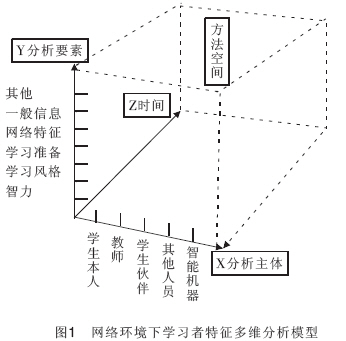 Y分析要素
方法空间
其他
一般信息
网络特征
学习准备
学习风格
智力
Z时间
学生本人
教师
学生伙伴
其他人员
智能机器
X分析主体
图1 网络环境下学习者特征多维分析模型